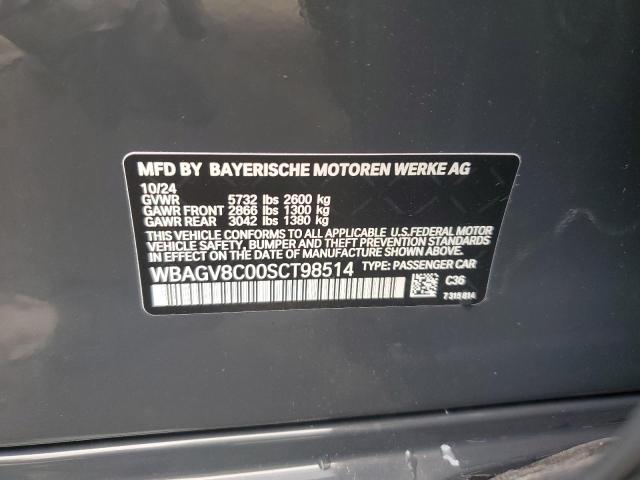 MFD BY BAYERISCHE MOTOREN WERKE AG
10/24
GVWR 5732 lbs 2600 kg
GAWR FRONT 2866 lbs 1300 kg
GAWR REAR 3042 lbs 1380 kg
THIS VEHICLE CONFORMS TO ALL APPLICABLE U.S.FEDERAL MOTOR
VEHICLE SAFETY, BUMPER AND THEFT PREVENTION STANDARDS
IN EFFECT ON THE DATE OF MANUFACTURE SHOWN ABOVE.
WBAGV8C00SCT98514 TYPE: PASSENGER CAR
C36
7 315 814